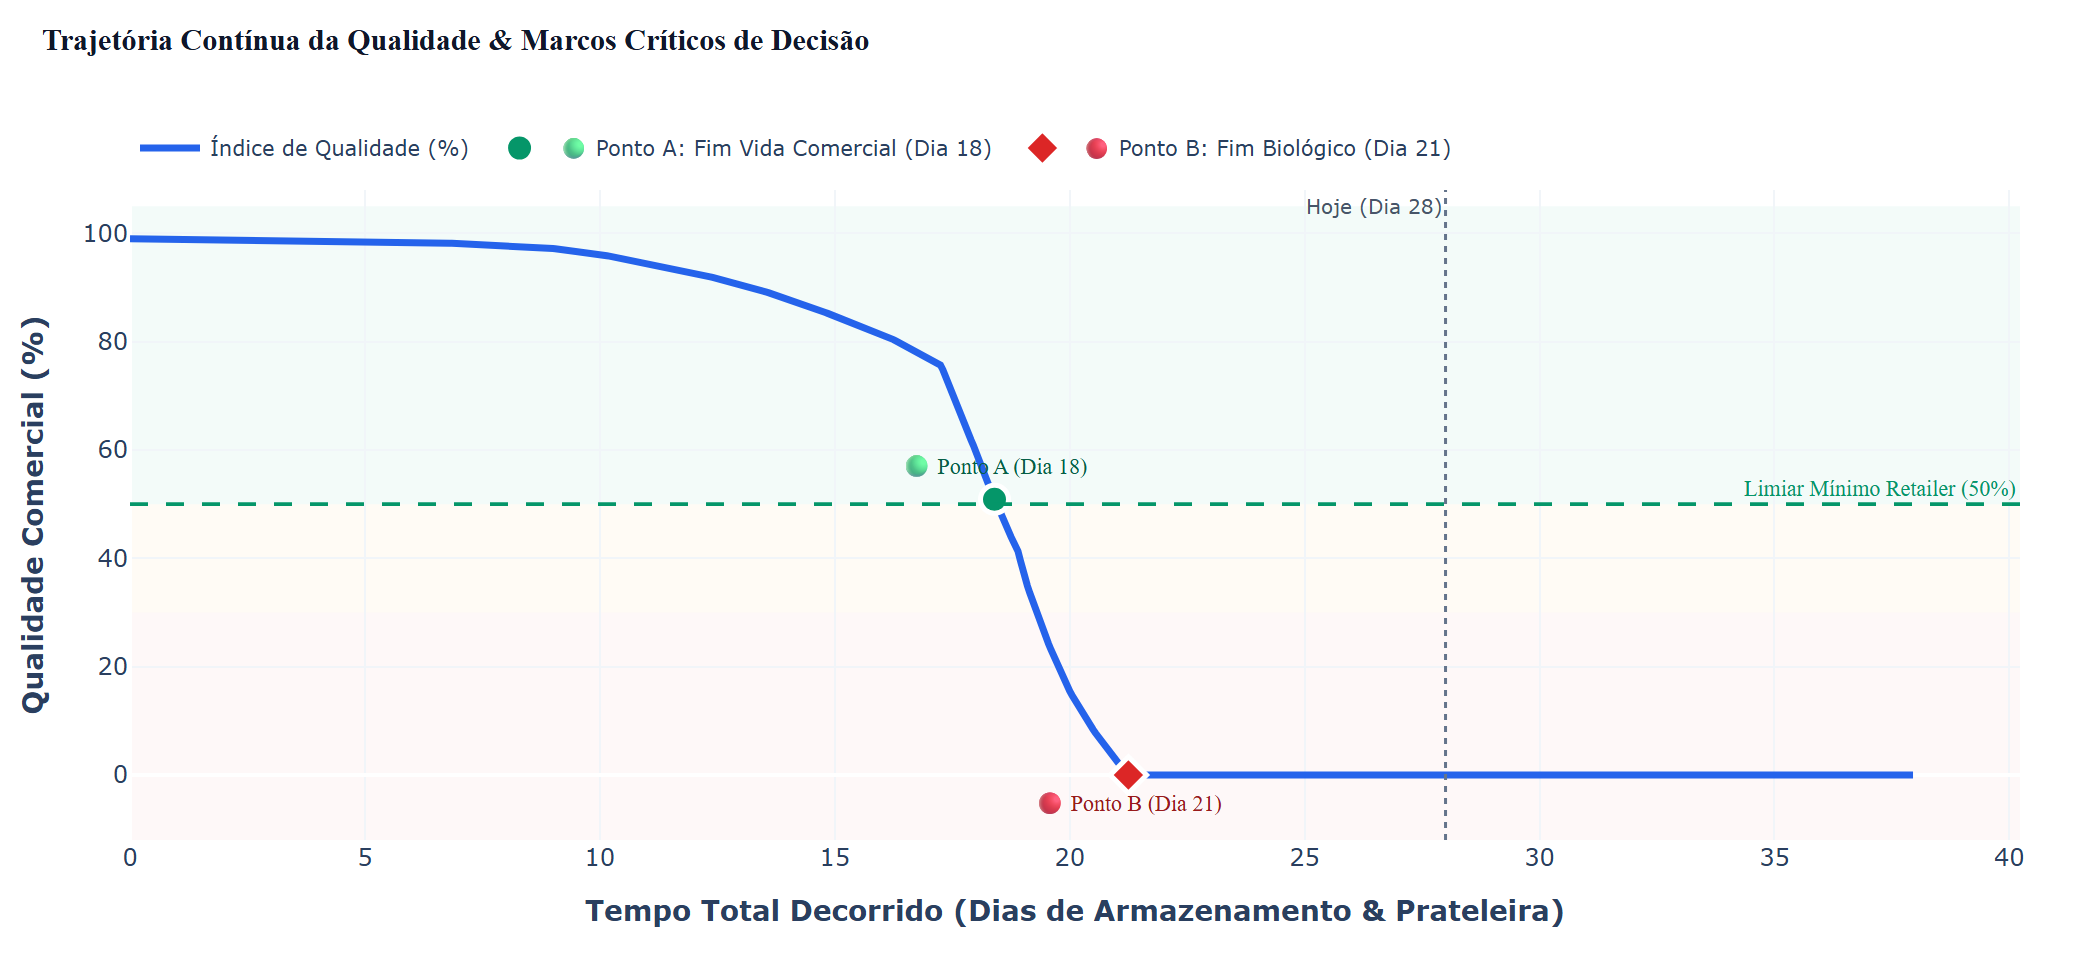 Trajetória Contínua da Qualidade & Marcos Críticos de Decisão
Índice de Qualidade (%)
Ponto A: Fim Vida Comercial (Dia 18)
Ponto B: Fim Biológico (Dia 21)
Hoje (Dia 28)
100
80
60
40
20
0
Qualidade Comercial (%)
Ponto A (Dia 18)
Limiar Mínimo Retailer (50%)
Ponto B (Dia 21)
0 5 10 15 20 25 30 35 40
Tempo Total Decorrido (Dias de Armazenamento & Prateleira)